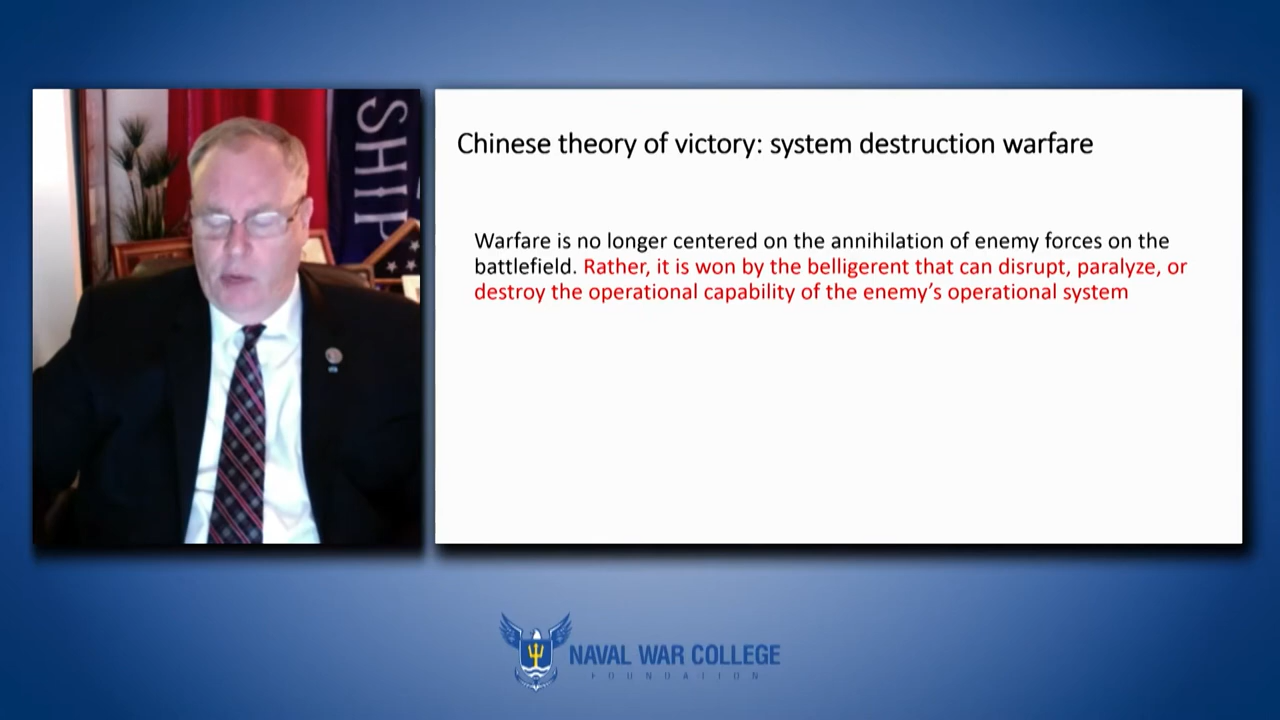 SHIP
Chinese theory of victory: system destruction warfare
Warfare is no longer centered on the annihilation of enemy forces on the
battlefield. Rather, it is won by the belligerent that can disrupt, paralyze, or
destroy the operational capability of the enemy’s operational system
NAVAL WAR COLLEGE
FOUNDATION